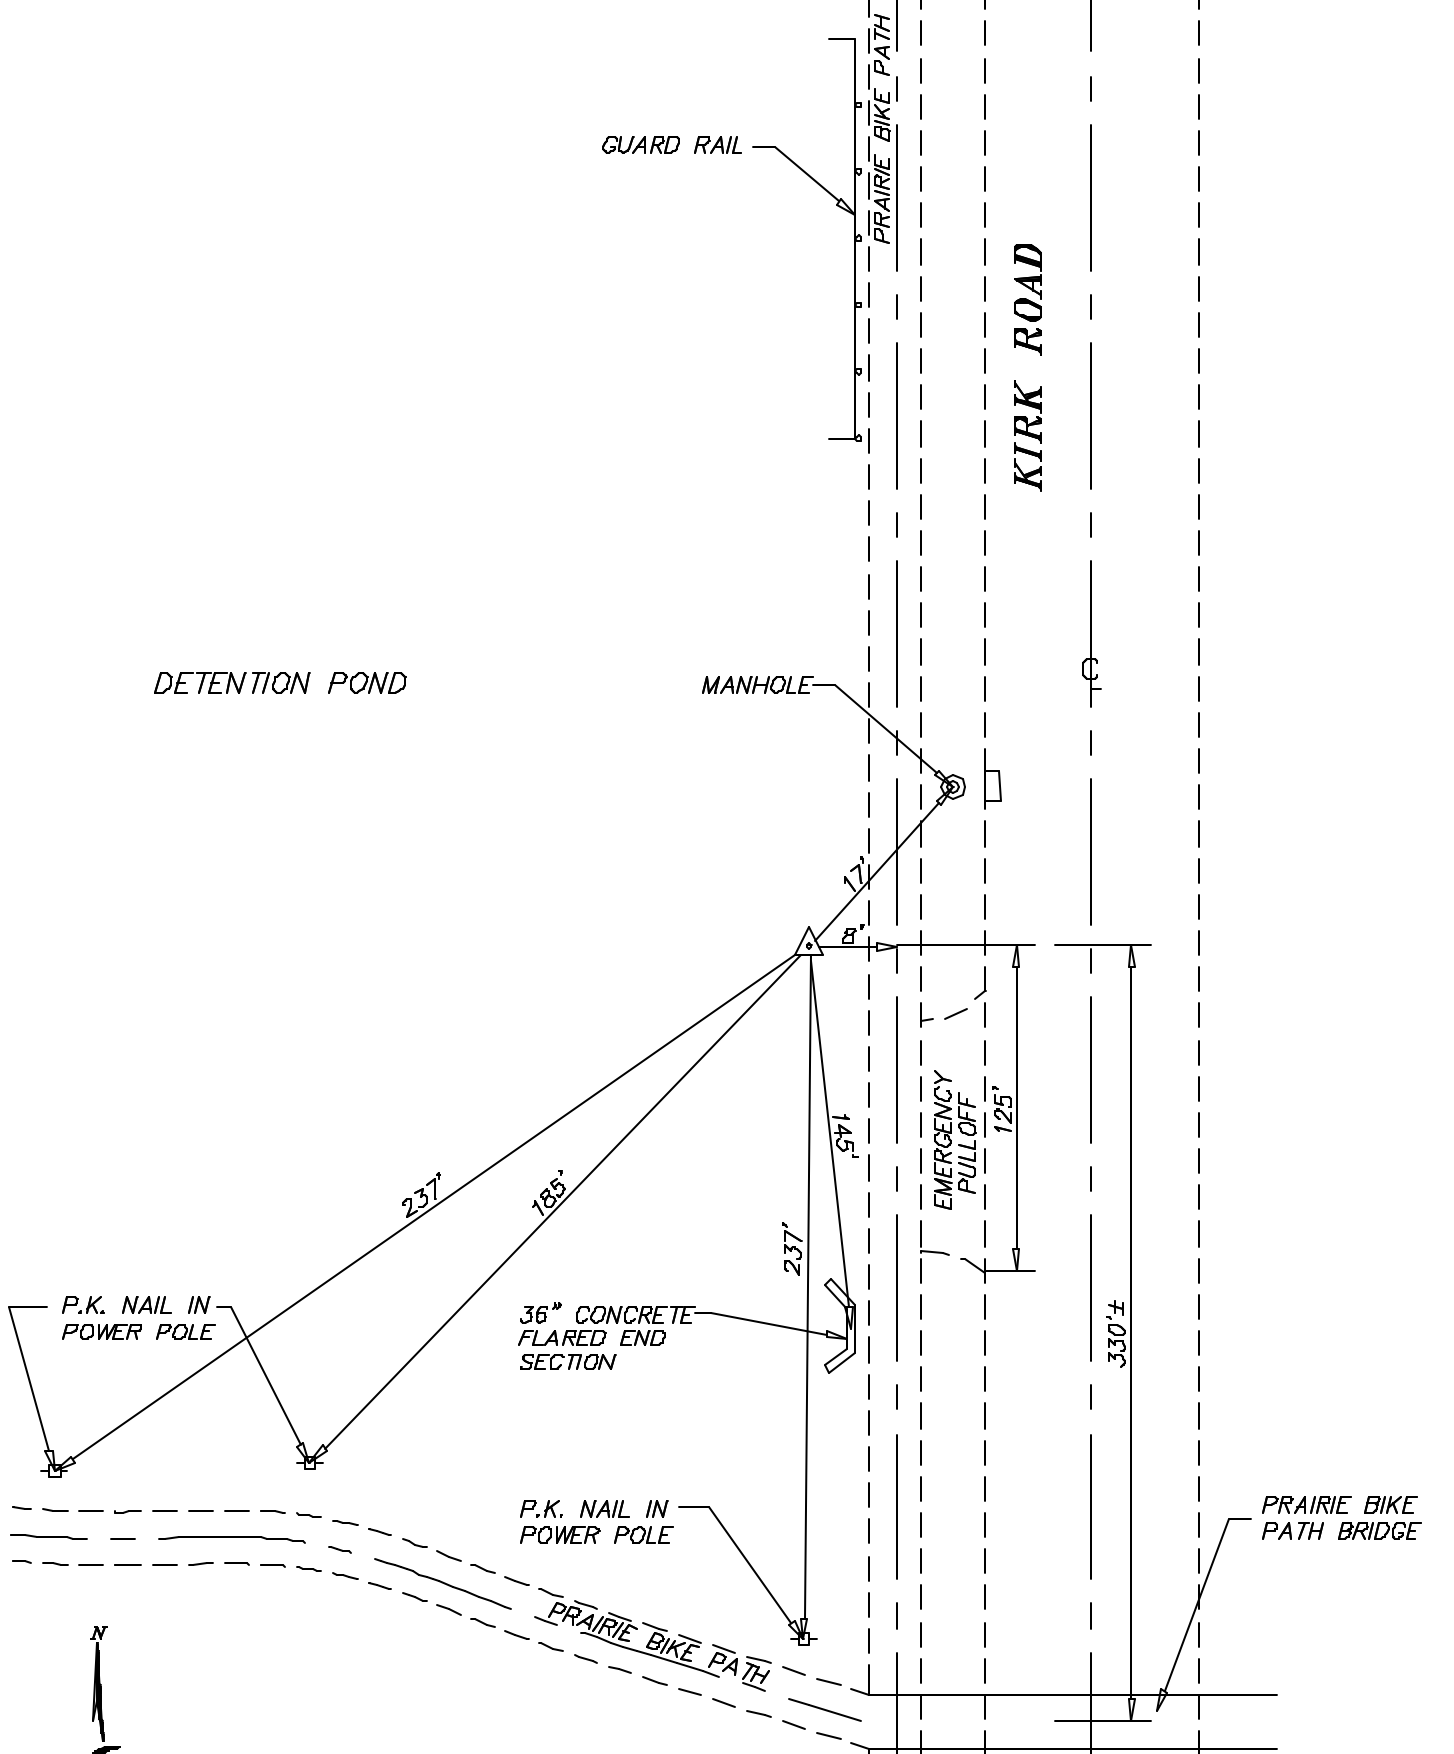 PRAIRIE BIKE PATH
GUARD RAIL
KIRK ROAD
DETENTION POND
MANHOLE
℄
17'
8'
EMERGENCY
PULLOFF
125'
145'
237'
185'
237'
P.K. NAIL IN
POWER POLE
36" CONCRETE
FLARED END
SECTION
330'±
P.K. NAIL IN
POWER POLE
PRAIRIE BIKE
PATH BRIDGE
PRAIRIE BIKE PATH
N